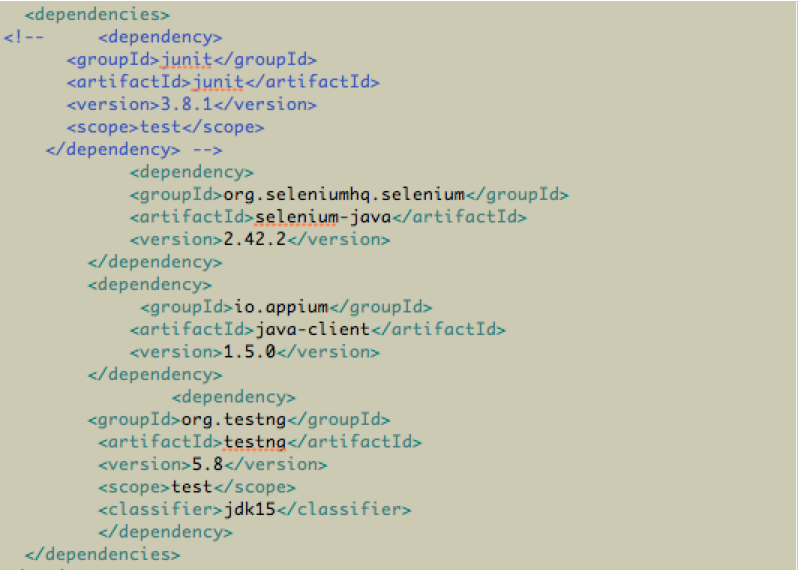 <dependencies>
<!--     <dependency>
<groupId>junit</groupId>
<artifactId>junit</artifactId>
<version>3.8.1</version>
<scope>test</scope>
</dependency> -->
<dependency>
<groupId>org.seleniumhq.selenium</groupId>
<artifactId>selenium-java</artifactId>
<version>2.42.2</version>
</dependency>
<dependency>
<groupId>io.appium</groupId>
<artifactId>java-client</artifactId>
<version>1.5.0</version>
</dependency>
<dependency>
<groupId>org.testng</groupId>
<artifactId>testng</artifactId>
<version>5.8</version>
<scope>test</scope>
<classifier>jdk15</classifier>
</dependency>
</dependencies>